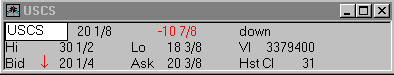 USCS
USCS 20 1/8 -10 7/8 down
Hi 30 1/2 Lo 18 3/8 Vl 3379400
Bid ↓ 20 1/4 Ask 20 3/8 Hst Cl 31